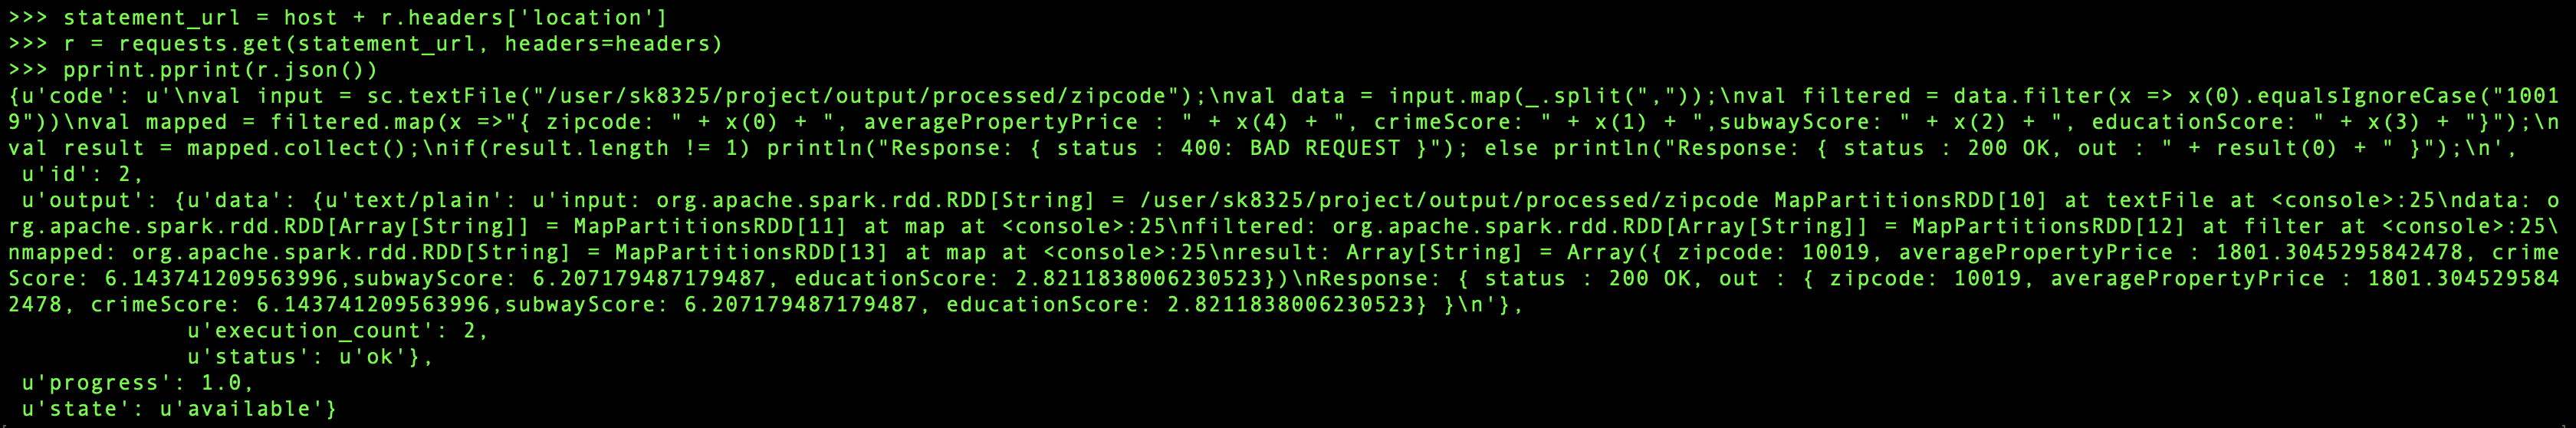 >>> statement_url = host + r.headers['location']
>>> r = requests.get(statement_url, headers=headers)
>>> pprint.pprint(r.json())
{u'code': u'\nval input = sc.textFile("/user/sk8325/project/output/processed/zipcode");\nval data = input.map(_.split(","));\nval filtered = data.filter(x => x(0).equalsIgnoreCase("1001
9"))\nval mapped = filtered.map(x =>"{ zipcode: " + x(0) + ", averagePropertyPrice : " + x(4) + ", crimeScore: " + x(1) + ",subwayScore: " + x(2) + ", educationScore: " + x(3) + "}");\n
val result = mapped.collect();\nif(result.length != 1) println("Response: { status : 400: BAD REQUEST }"); else println("Response: { status : 200 OK, out : " + result(0) + " }");\n',
 u'id': 2,
 u'output': {u'data': {u'text/plain': u'input: org.apache.spark.rdd.RDD[String] = /user/sk8325/project/output/processed/zipcode MapPartitionsRDD[10] at textFile at <console>:25\ndata: o
rg.apache.spark.rdd.RDD[Array[String]] = MapPartitionsRDD[11] at map at <console>:25\nfiltered: org.apache.spark.rdd.RDD[Array[String]] = MapPartitionsRDD[12] at filter at <console>:25\
nmapped: org.apache.spark.rdd.RDD[String] = MapPartitionsRDD[13] at map at <console>:25\nresult: Array[String] = Array({ zipcode: 10019, averagePropertyPrice : 1801.3045295842478, crime
Score: 6.143741209563996,subwayScore: 6.207179487179487, educationScore: 2.8211838006230523})\nResponse: { status : 200 OK, out : { zipcode: 10019, averagePropertyPrice : 1801.304529584
2478, crimeScore: 6.143741209563996,subwayScore: 6.207179487179487, educationScore: 2.8211838006230523} }\n'},
             u'execution_count': 2,
             u'status': u'ok'},
 u'progress': 1.0,
 u'state': u'available'}